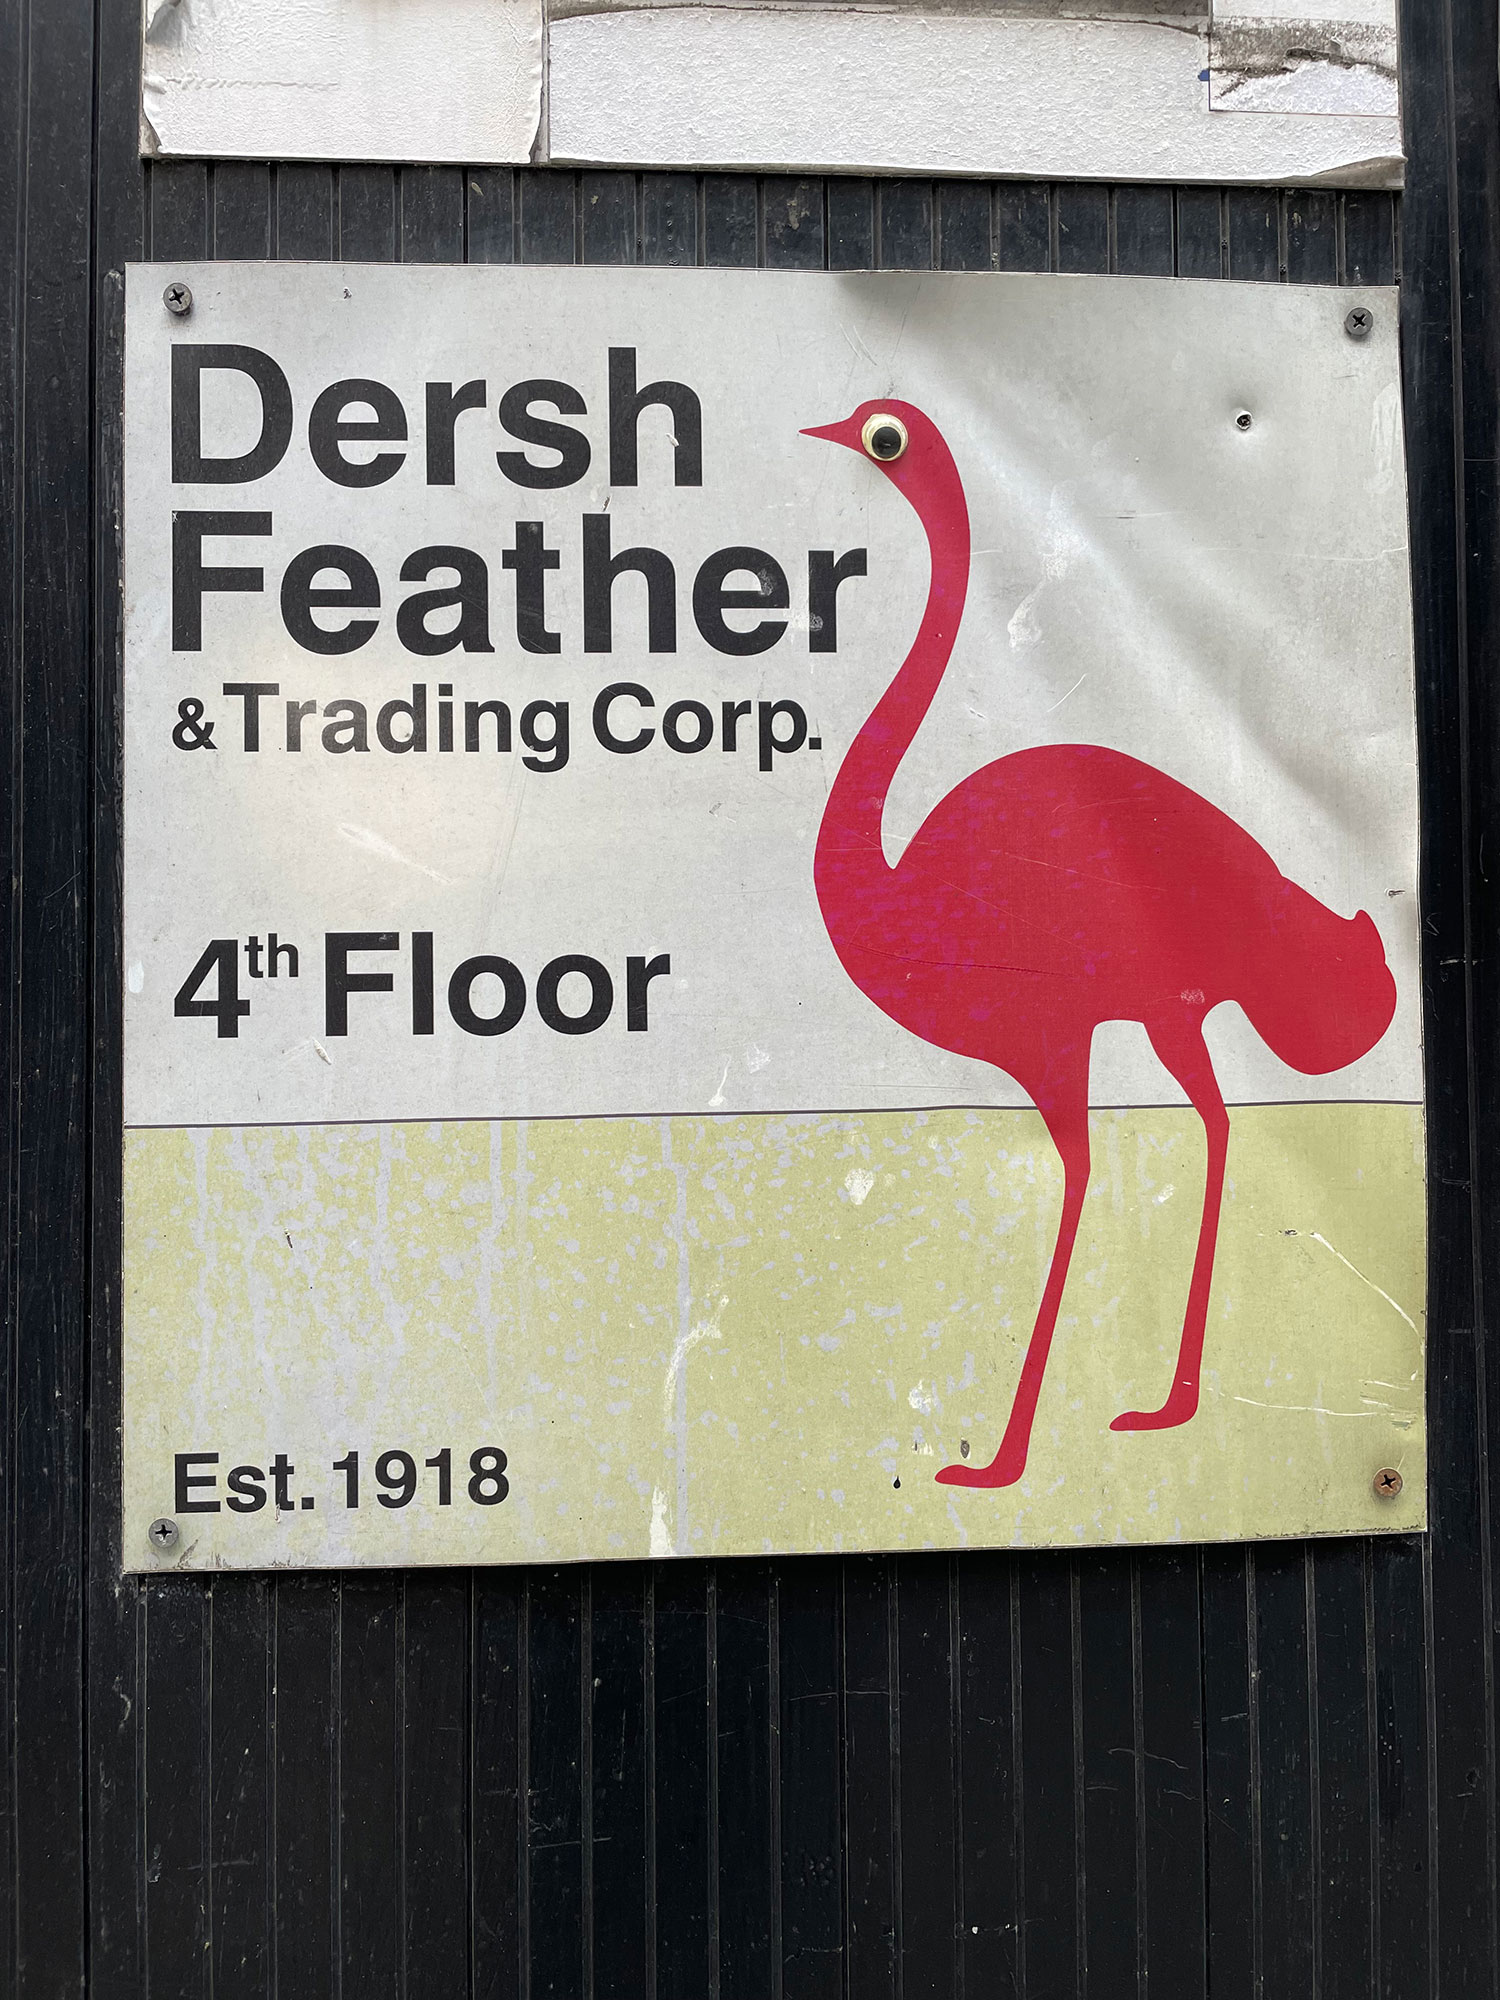 Dersh
Feather
& Trading Corp.
4th Floor
Est. 1918